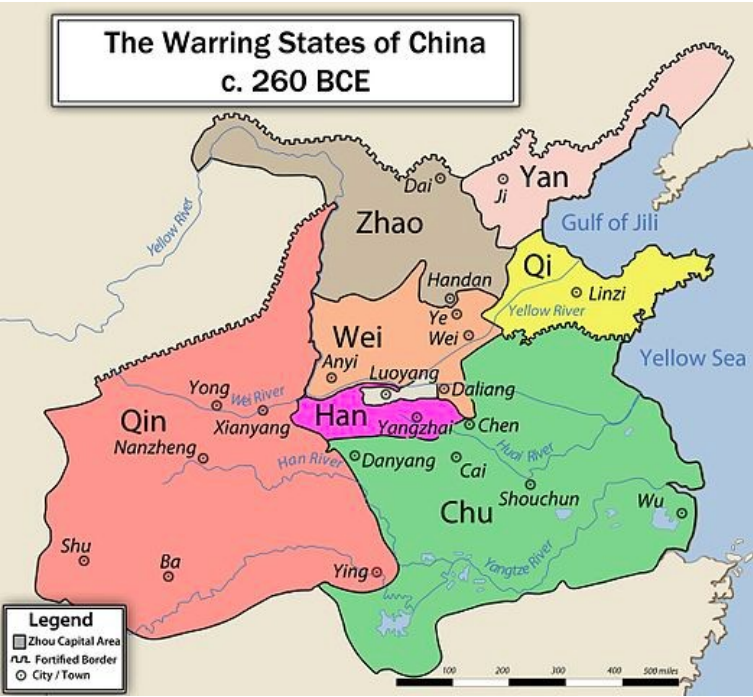 The Warring States of China
c. 260 BCE
Dai
Ji
Yan
Zhao
Yellow River
Gulf of Jili
Qi
Linzi
Handan
Ye
Yellow River
Wei
Wei
Anyi
Yellow Sea
Luoyang
Daliang
Yong
Wei River
Han
Yangzhai
Chen
Qin
Xianyang
Nanzheng
Han River
Danyang
Cai
Huai River
Shouchun
Chu
Wu
Shu
Ba
Ying
Yangtze River
Legend
Zhou Capital Area
Fortified Border
City / Town
100 200 300 400 500 miles